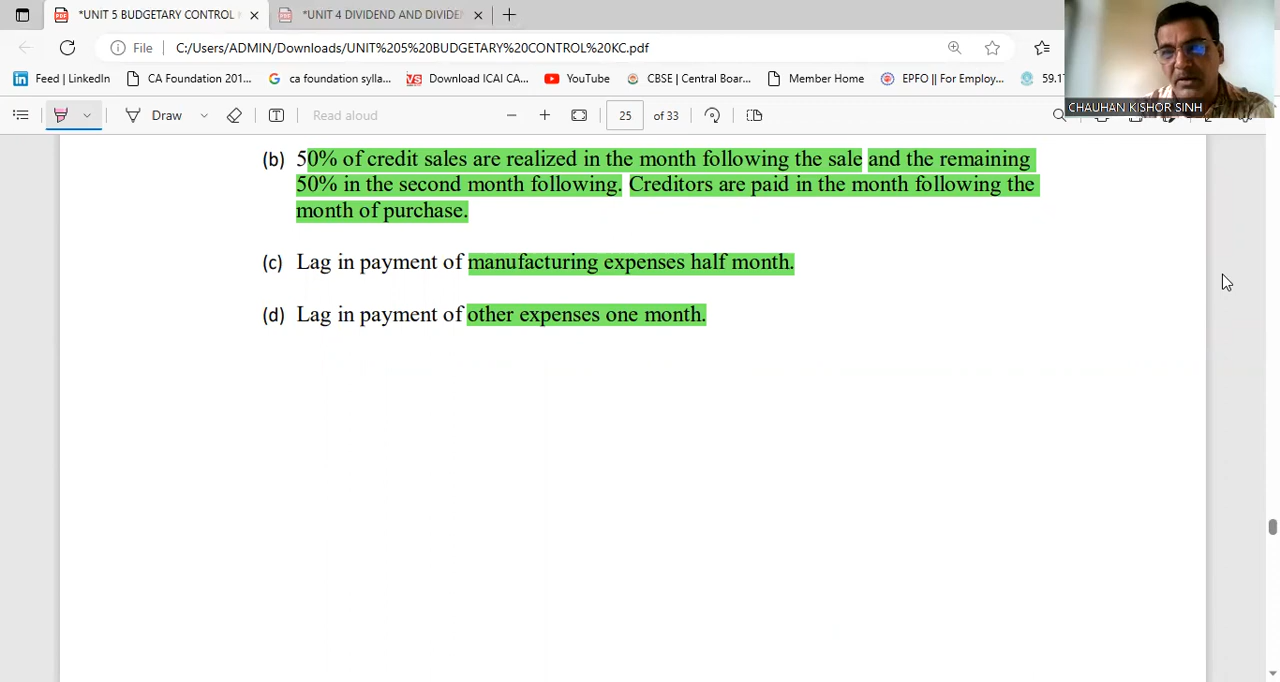 *UNIT 5 BUDGETARY CONTROL
*UNIT 4 DIVIDEND AND DIVIDE
File
C:/Users/ADMIN/Downloads/UNIT%205%20BUDGETARY%20CONTROL%20KC.pdf
Feed | LinkedIn
CA Foundation 201...
ca foundation sylla...
Download ICAI CA...
YouTube
CBSE | Central Boar...
Member Home
EPFO || For Employ...
CHAUHAN KISHOR SINH
Draw
Read aloud
25 of 33
(b) 50% of credit sales are realized in the month following the sale and the remaining
50% in the second month following. Creditors are paid in the month following the
month of purchase.
(c) Lag in payment of manufacturing expenses half month.
(d) Lag in payment of other expenses one month.